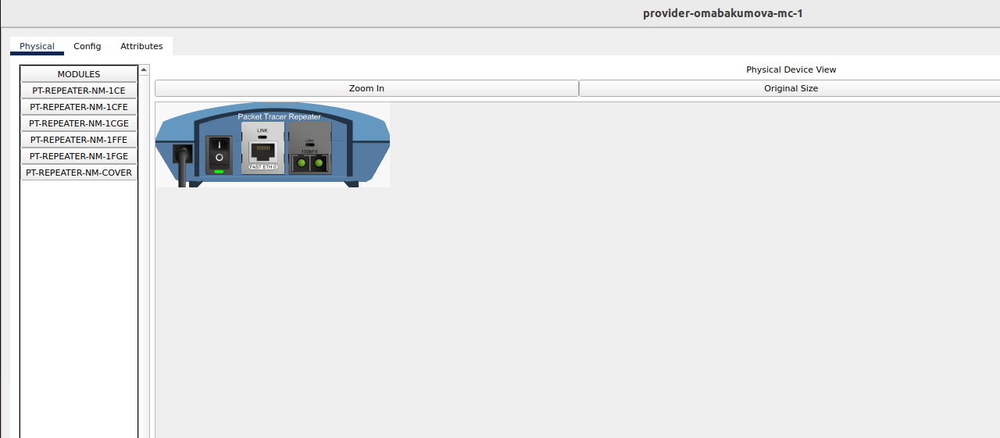 provider-omabakumova-mc-1
Physical Config Attributes
MODULES
PT-REPEATER-NM-1CE
PT-REPEATER-NM-1CFE
PT-REPEATER-NM-1CGE
PT-REPEATER-NM-1FFE
PT-REPEATER-NM-1FGE
PT-REPEATER-NM-COVER
Physical Device View
Zoom In Original Size
Packet Tracer Repeater
LINK
LINK
100bFX
FAST ETH 0